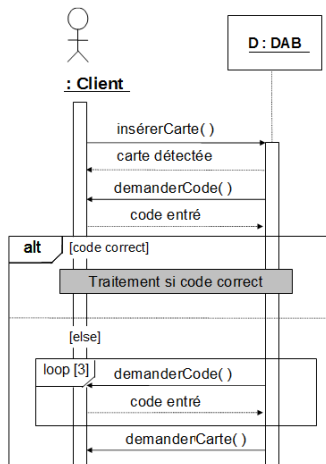 D : DAB
: Client
insérerCarte( )
carte détectée
demanderCode( )
code entré
alt [code correct]
Traitement si code correct
[else]
loop [3]
demanderCode( )
code entré
demanderCarte( )